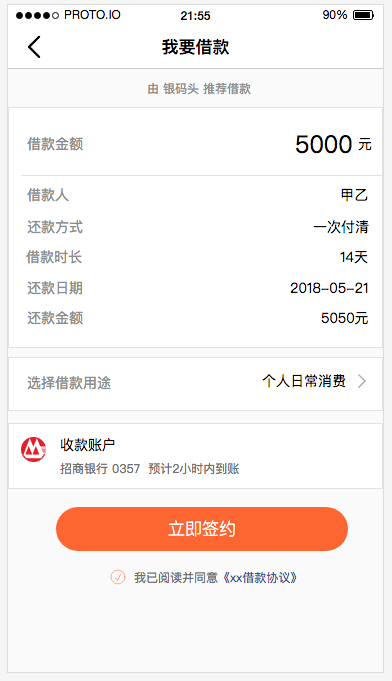 PROTO.IO 21:55 90%
我要借款
由 银码头 推荐借款
借款金额 5000 元
借款人 甲乙
还款方式 一次付清
借款时长 14天
还款日期 2018-05-21
还款金额 5050元
选择借款用途 个人日常消费
收款账户
招商银行 0357 预计2小时内到账
立即签约
我已阅读并同意《xx借款协议》